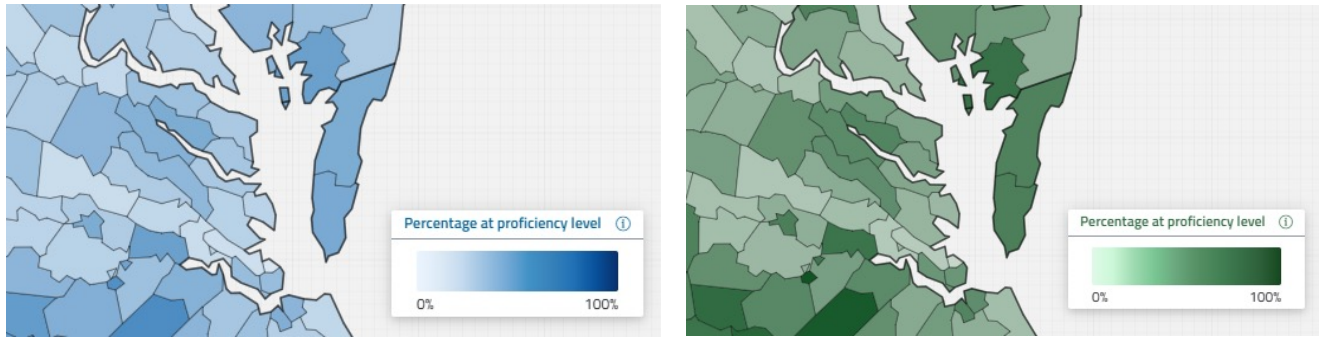 Percentage at proficiency level ⓘ
0% 100%
Percentage at proficiency level ⓘ
0% 100%